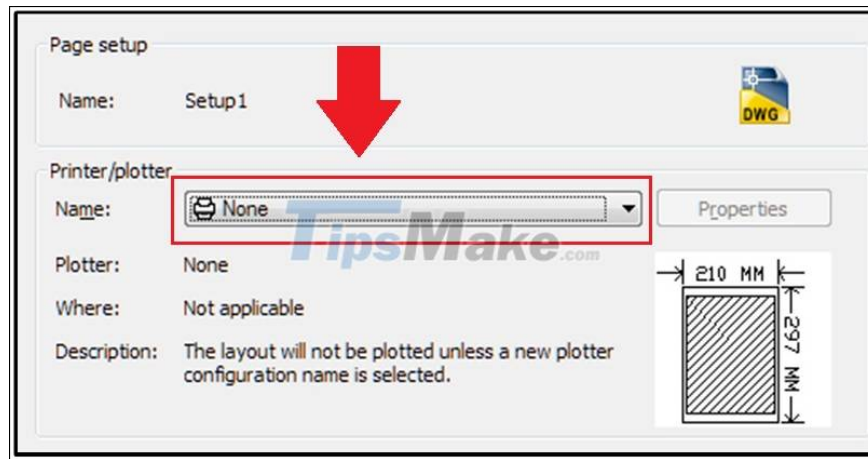 Page setup
Name: Setup1
DWG
Printer/plotter
Name: None Properties
TipsMake.com
Plotter: None
210 MM
Where: Not applicable
297 MM
Description: The layout will not be plotted unless a new plotter
configuration name is selected.